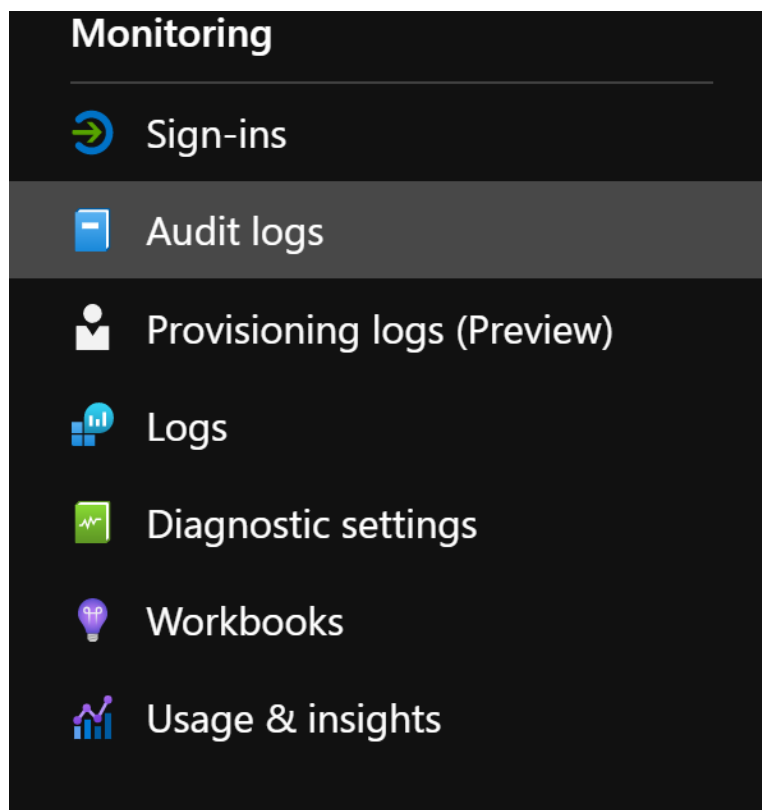 Monitoring
Sign-ins
Audit logs
Provisioning logs (Preview)
Logs
Diagnostic settings
Workbooks
Usage & insights